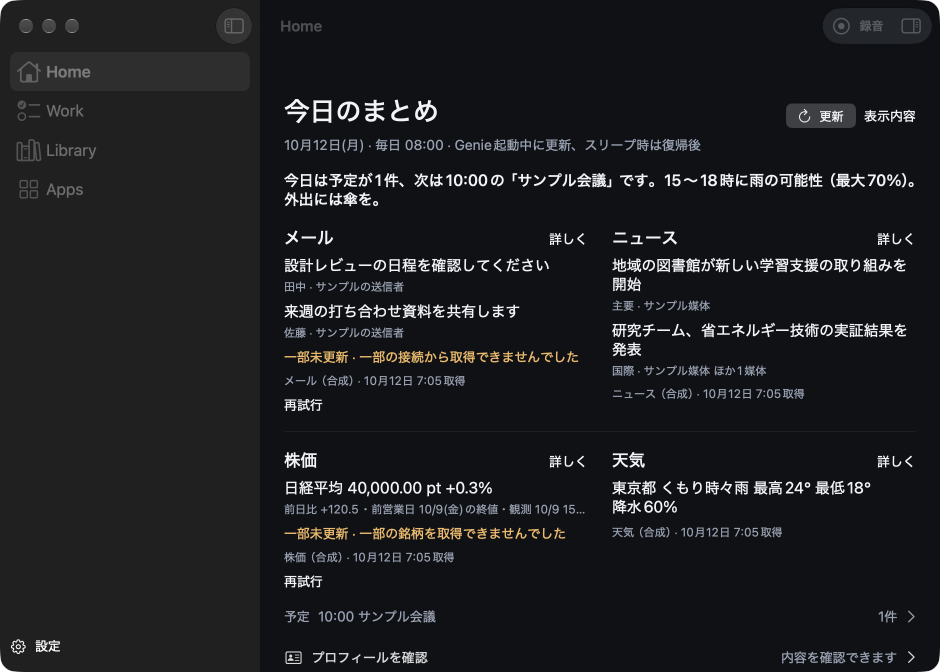 Home
録音
Home
Work
Library
Apps
設定
今日のまとめ
更新
表示内容
10月12日(月) · 毎日 08:00 · Genie起動中に更新、スリープ時は復帰後
今日は予定が1件、次は10:00の「サンプル会議」です。15〜18時に雨の可能性（最大70%）。
外出には傘を。
メール
詳しく
設計レビューの日程を確認してください
田中 · サンプルの送信者
来週の打ち合わせ資料を共有します
佐藤 · サンプルの送信者
一部未更新 · 一部の接続から取得できませんでした
メール（合成）· 10月12日 7:05取得
再試行
ニュース
詳しく
地域の図書館が新しい学習支援の取り組みを
開始
主要 · サンプル媒体
研究チーム、省エネルギー技術の実証結果を
発表
国際 · サンプル媒体 ほか1媒体
ニュース（合成）· 10月12日 7:05取得
株価
詳しく
日経平均 40,000.00 pt +0.3%
前日比 +120.5・前営業日 10/9(金)の終値・観測 10/9 15...
一部未更新 · 一部の銘柄を取得できませんでした
株価（合成）· 10月12日 7:05取得
再試行
天気
詳しく
東京都 くもり時々雨 最高24° 最低18°
降水60%
天気（合成）· 10月12日 7:05取得
予定 10:00 サンプル会議
1件
プロフィールを確認
内容を確認できます